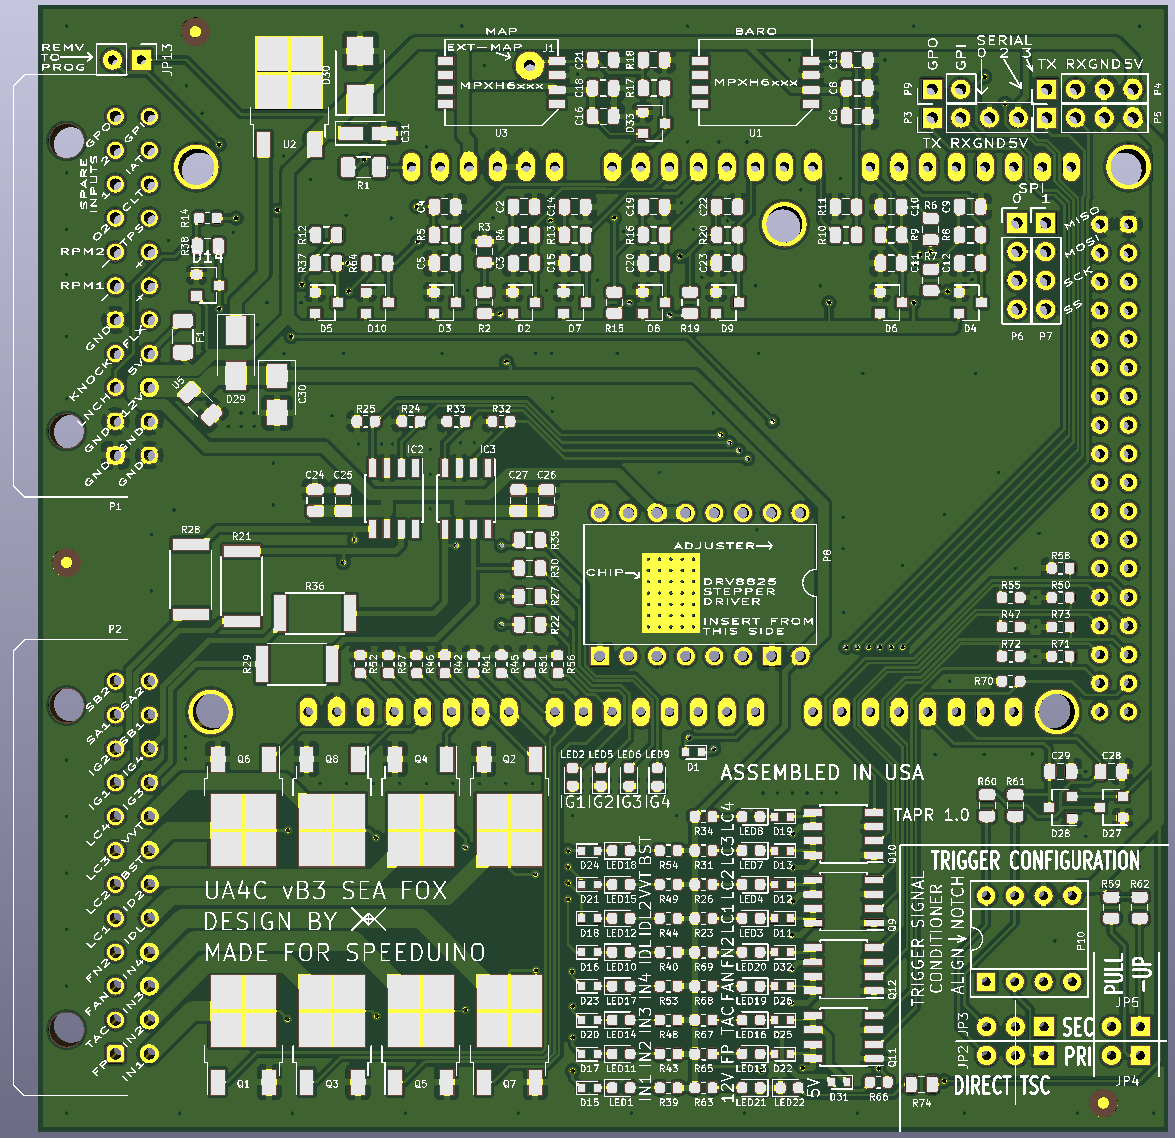 REMV
TO
PROG
JP13
D30
U2
C31
R1
MAP
EXT-MAP
J1
MPXH6xxx
U3
C21
C18
C16
R18
R17
D33
BARO
MPXH6xxx
U1
C13
C8
C6
GPO
GPI
SERIAL
0 2 3
TX RXGND5V
P9
P3
P4
P5
TX RXGND5V
SPI
0 1
MISO
MOSI
SCK
SS
P6
P7
SPARE
INPUTS
GPO
GPI
2
IAT
1
CLT
O2
TPS
RPM2
RPM1
GND
FLX
KNOCK
5V
NCH
12V
GND
GND
GND
GND
P1
R14
R38
D14
F1
U5
D29
C30
R12
R37
R64
D5
D10
C4
R5
C5
D3
R3
R2
C2
R4
C3
D2
C14
R13
C15
D7
R15
C19
R16
C20
D8
R19
C22
R20
C23
D9
R11
R10
C10
R9
C11
D6
R6
R7
C9
R8
C12
D4
R25
R24
R33
R32
IC2
IC3
C24
C25
C27
C26
R35
R30
R27
R22
R28
R21
R36
R29
R52
R57
R46
R42
R41
R45
R51
R56
ADJUSTER
CHIP
DRV8825
STEPPER
DRIVER
INSERT FROM
THIS SIDE
P8
R58
R55
R50
R47
R73
R72
R71
R70
P2
SB2
SA2
SA1
SB1
IG2
IG4
IG1
IG3
LC4
VVT
LC3
BST
LC2
ID2
LC1
IDL
FN2
IN4
FAN
IN3
TAC
IN2
FP
IN1
Q6
Q8
Q4
Q2
LED2
LED5
LED6
LED9
IG1
IG2
IG3
IG4
D1
ASSEMBLED IN USA
TAPR 1.0
C29
C28
R60
R61
D28
D27
UA4C vB3 SEA FOX
DESIGN BY
MADE FOR SPEEDUINO
Q1
Q3
Q5
Q7
R34
LC4
LED8
D19
D24
LED18
BST
R54
R31
LC3
LED7
D13
D21
LED15
VVT
R49
R26
LC2
LED4
D12
D18
LED12
IDL2
R44
R23
LC1
LED3
D11
D16
LED10
IDL
R40
R69
FN2
LED20
D32
D23
LED17
IN4
R53
R68
FAN
LED19
D26
D20
LED14
IN3
R48
R67
TAC
LED16
D25
D17
LED11
IN2
R43
R65
FP
LED13
D22
D15
LED1
IN1
R39
R63
12V
LED21
LED22
5V
D31
R66
R74
Q10
Q9
Q12
Q11
TRIGGER CONFIGURATION
TRIGGER SIGNAL
CONDITIONER
ALIGN NOTCH
P10
R59
R62
PULL
-UP
JP5
JP3
SEC
JP2
PRI
JP4
DIRECT TSC